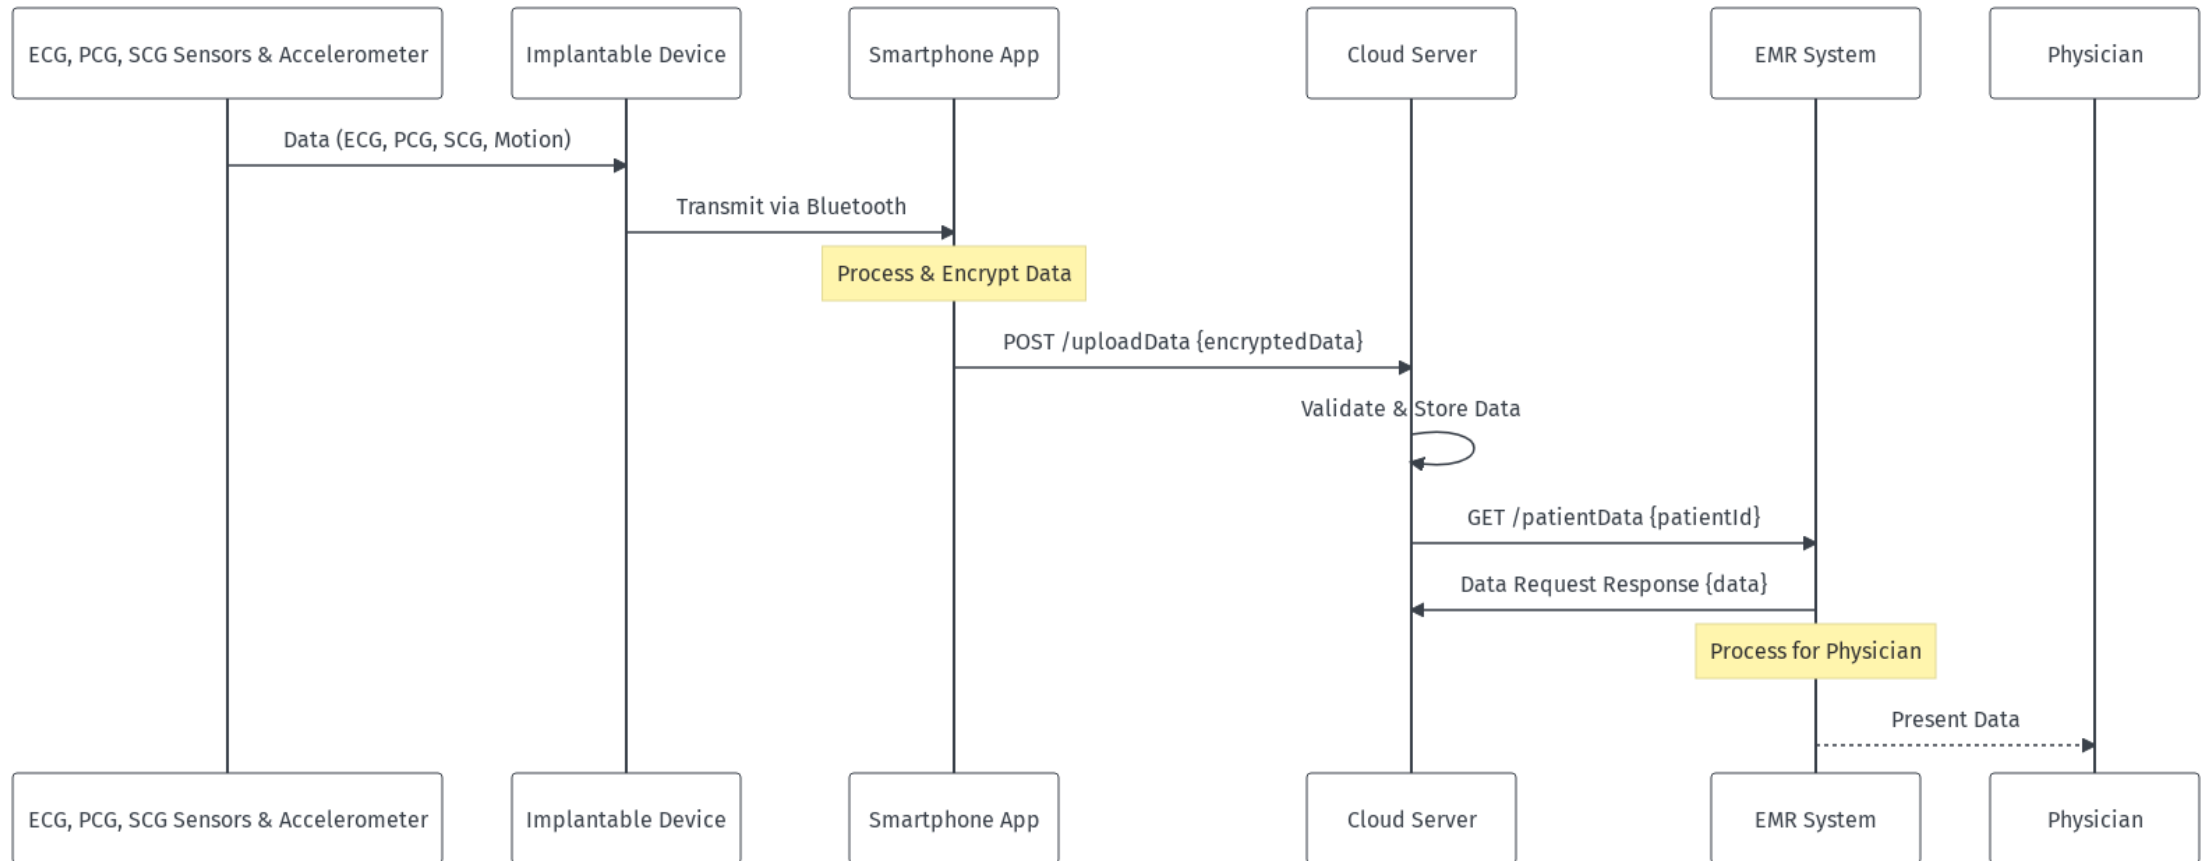 ECG, PCG, SCG Sensors & Accelerometer
Implantable Device
Smartphone App
Cloud Server
EMR System
Physician
Data (ECG, PCG, SCG, Motion)
Transmit via Bluetooth
Process & Encrypt Data
POST /uploadData {encryptedData}
Validate & Store Data
GET /patientData {patientId}
Data Request Response {data}
Process for Physician
Present Data
ECG, PCG, SCG Sensors & Accelerometer
Implantable Device
Smartphone App
Cloud Server
EMR System
Physician